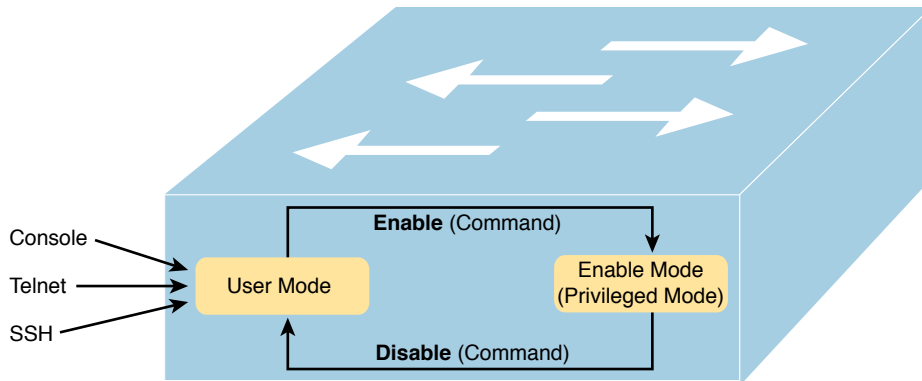 Enable (Command)
Console
Telnet
SSH
User Mode
Enable Mode
(Privileged Mode)
Disable (Command)